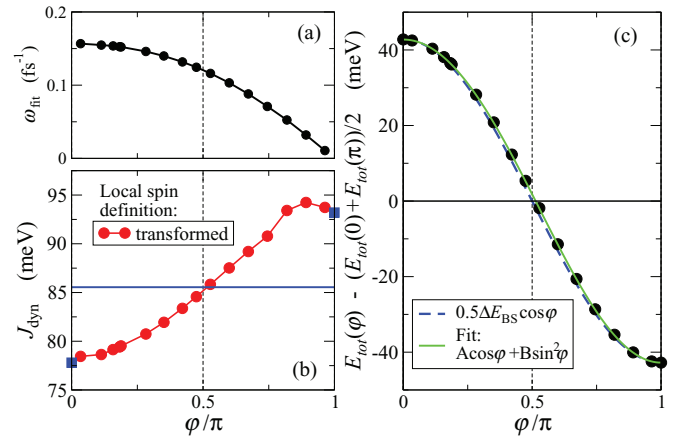 0.2
(a)
0.1
ω_fit (fs⁻¹)
0
(b)
95
Local spin
definition:
transformed
90
85
80
75
J_dyn
(meV)
0
0.5
1
φ/π
(c)
40
20
0
-20
-40
E_tot(φ) - (E_tot(0)+E_tot(π))/2 (meV)
0.5ΔE_BS cosφ
Fit:
Acosφ+Bsin²φ
0
0.5
1
φ/π